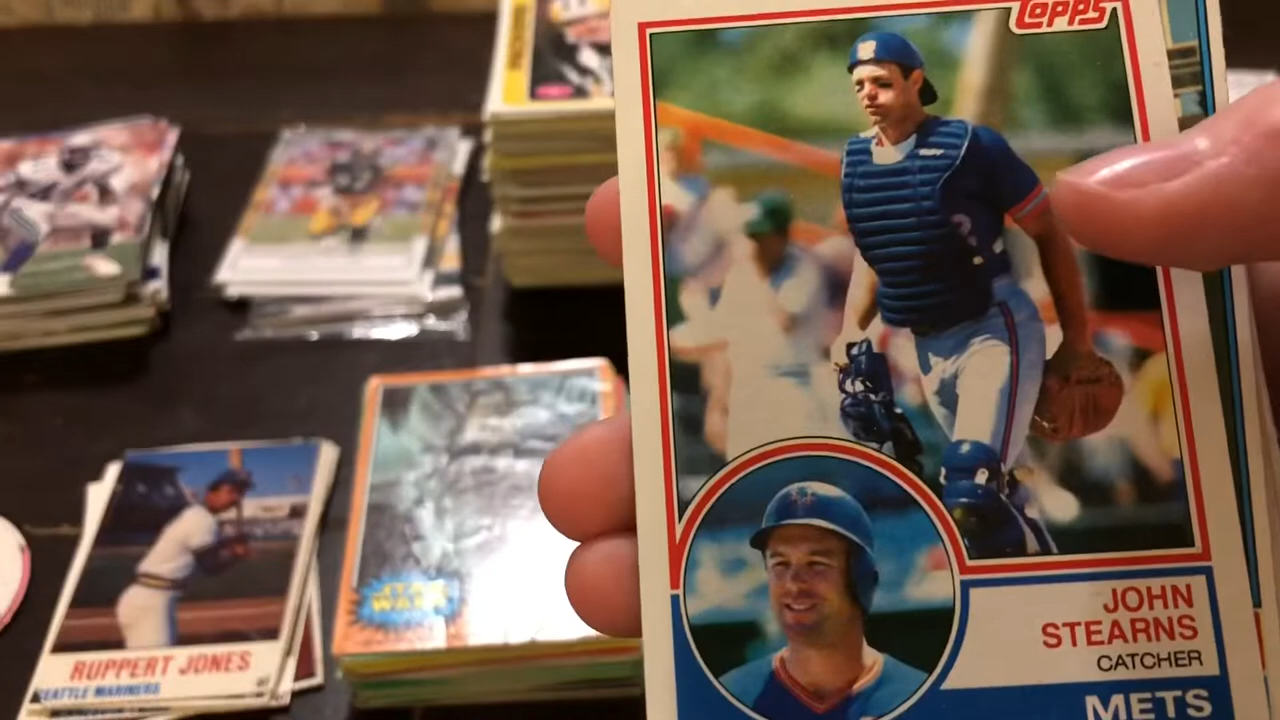 TOPPS
JOHN
STEARNS
CATCHER
METS
STAR
WARS
RUPPERT JONES
SEATTLE MARINERS